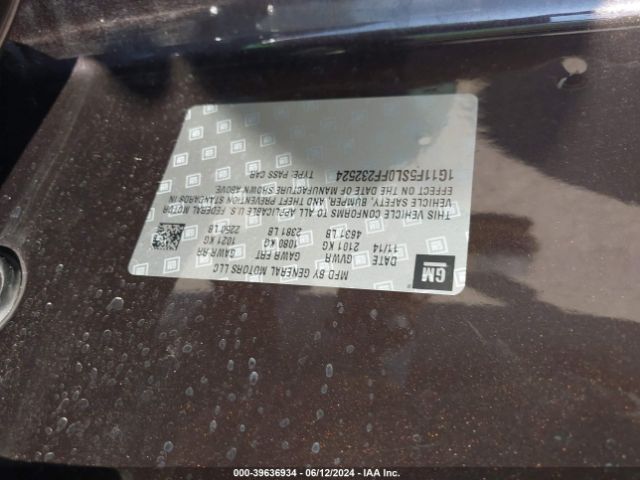 GM
MFD BY GENERAL MOTORS LLC
DATE GVWR GAWR FRT GAWR RR
11/14 2101 KG 1080 KG 1021 KG
4631 LB 2381 LB 2250 LB
THIS VEHICLE CONFORMS TO ALL APPLICABLE U.S. FEDERAL MOTOR
VEHICLE SAFETY, BUMPER, AND THEFT PREVENTION STANDARDS IN
EFFECT ON THE DATE OF MANUFACTURE SHOWN ABOVE
1G11F5SL0FF232524 TYPE: PASS CAR
000-39636934 / 06/12/2024 - IAA Inc.